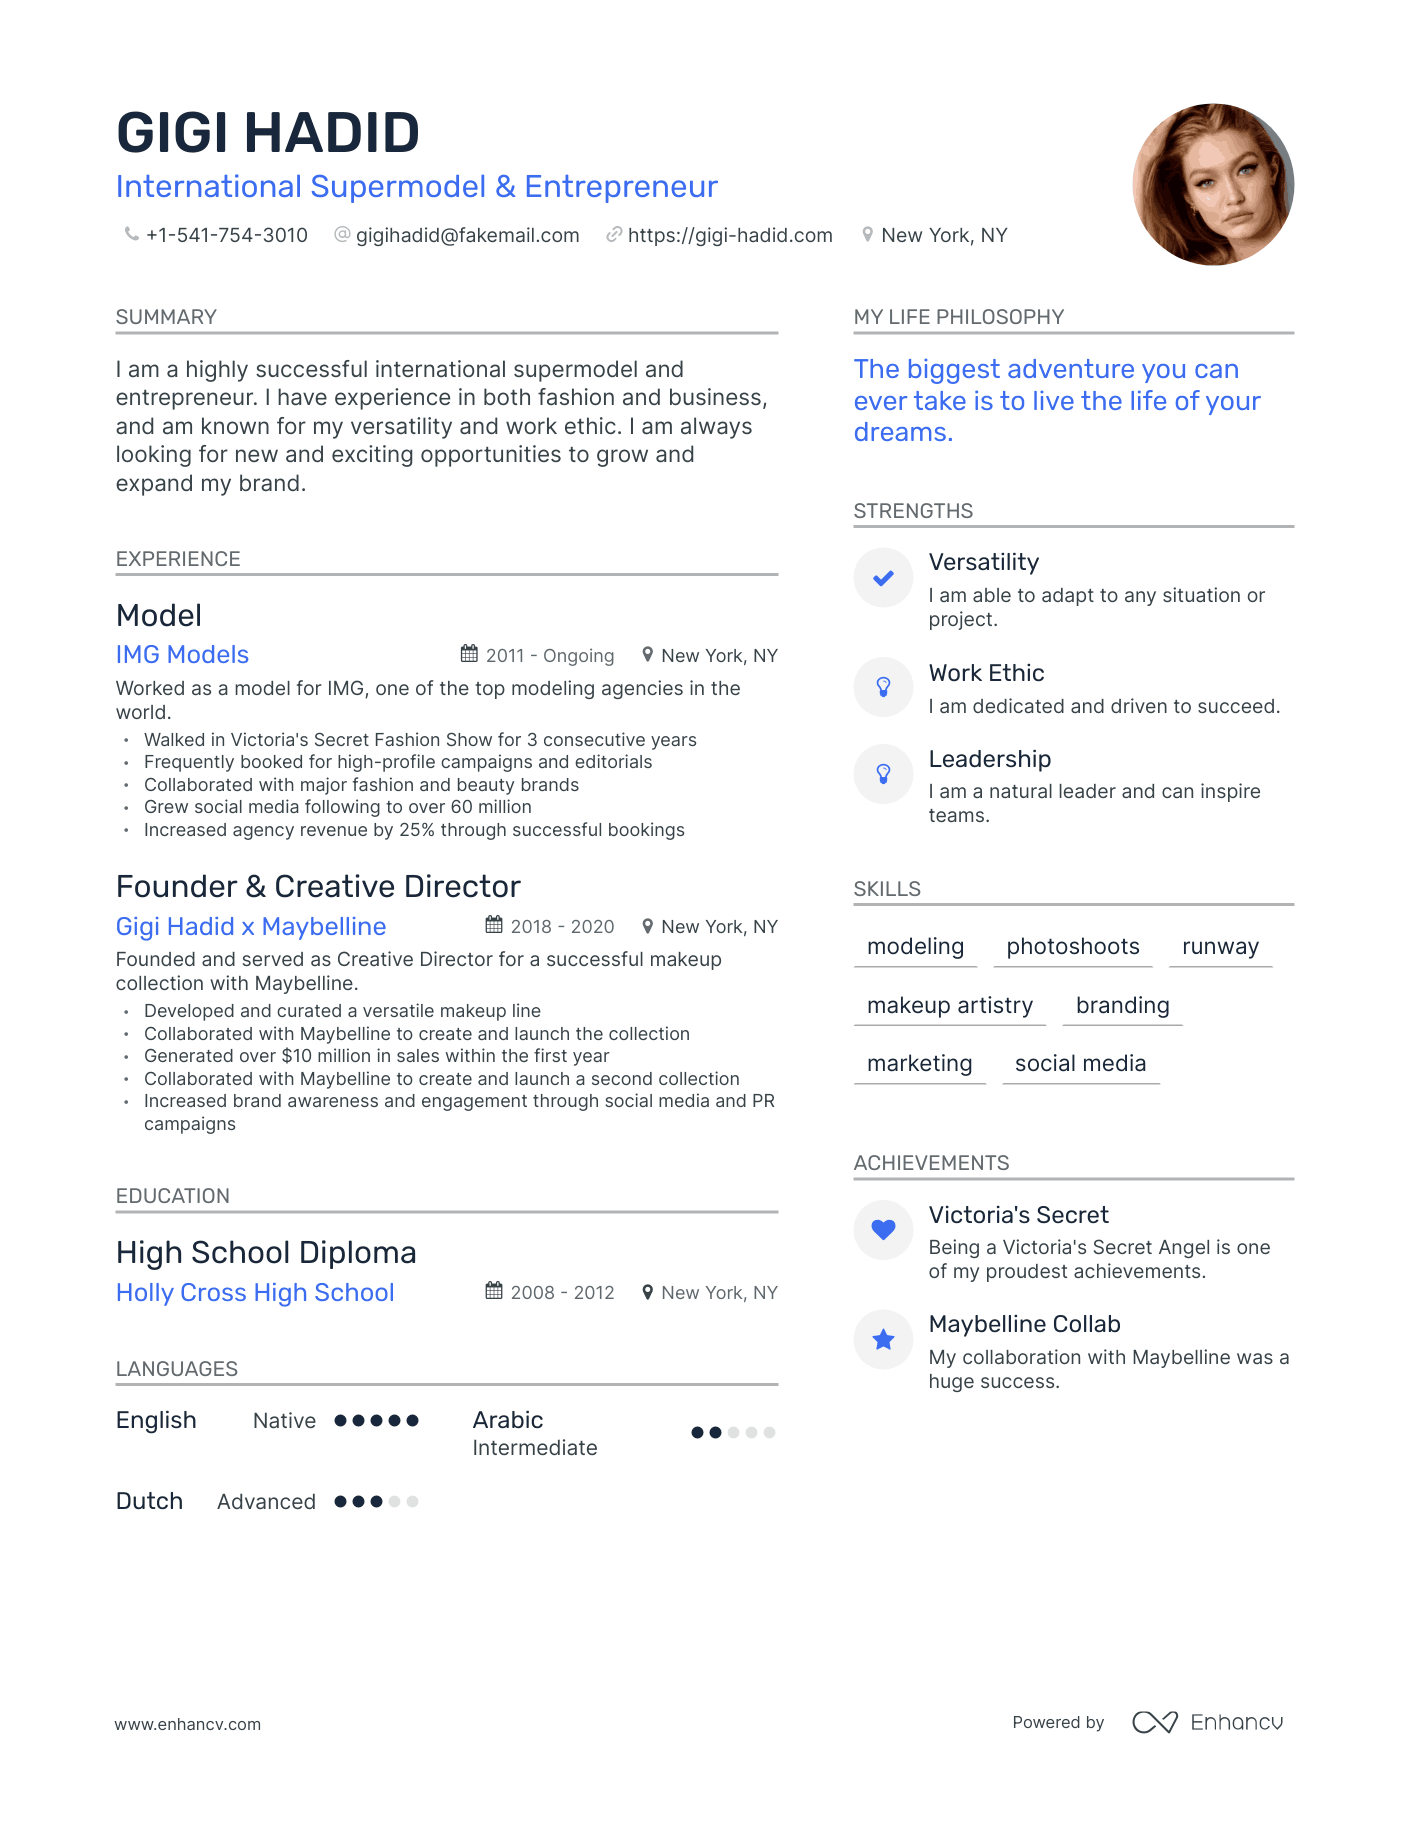 GIGI HADID
International Supermodel & Entrepreneur
+1-541-754-3010 @ gigihadid@fakemail.com https://gigi-hadid.com New York, NY
SUMMARY
I am a highly successful international supermodel and
entrepreneur. I have experience in both fashion and business,
and am known for my versatility and work ethic. I am always
looking for new and exciting opportunities to grow and
expand my brand.
EXPERIENCE
Model
IMG Models 2011 - Ongoing New York, NY
Worked as a model for IMG, one of the top modeling agencies in the
world.
• Walked in Victoria's Secret Fashion Show for 3 consecutive years
• Frequently booked for high-profile campaigns and editorials
• Collaborated with major fashion and beauty brands
• Grew social media following to over 60 million
• Increased agency revenue by 25% through successful bookings
Founder & Creative Director
Gigi Hadid x Maybelline 2018 - 2020 New York, NY
Founded and served as Creative Director for a successful makeup
collection with Maybelline.
• Developed and curated a versatile makeup line
• Collaborated with Maybelline to create and launch the collection
• Generated over $10 million in sales within the first year
• Collaborated with Maybelline to create and launch a second collection
• Increased brand awareness and engagement through social media and PR
campaigns
EDUCATION
High School Diploma
Holly Cross High School 2008 - 2012 New York, NY
LANGUAGES
English Native
Arabic
Intermediate
Dutch Advanced
MY LIFE PHILOSOPHY
The biggest adventure you can
ever take is to live the life of your
dreams.
STRENGTHS
Versatility
I am able to adapt to any situation or
project.
Work Ethic
I am dedicated and driven to succeed.
Leadership
I am a natural leader and can inspire
teams.
SKILLS
modeling photoshoots runway
makeup artistry branding
marketing social media
ACHIEVEMENTS
Victoria's Secret
Being a Victoria's Secret Angel is one
of my proudest achievements.
Maybelline Collab
My collaboration with Maybelline was a
huge success.
www.enhancv.com
Powered by Enhancv